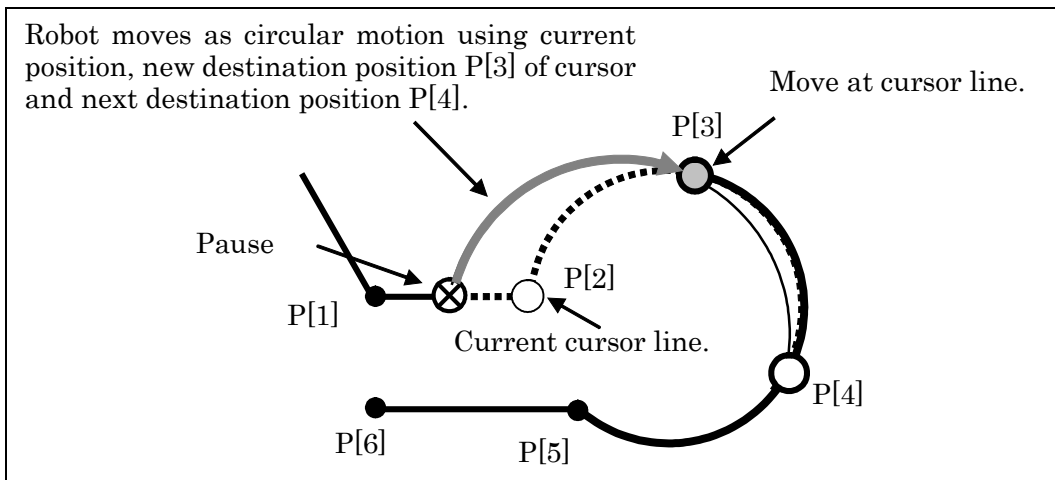 Robot moves as circular motion using current
position, new destination position P[3] of cursor
and next destination position P[4].
Move at cursor line.
P[3]
Pause
P[2]
P[1]
Current cursor line.
P[4]
P[6]
P[5]